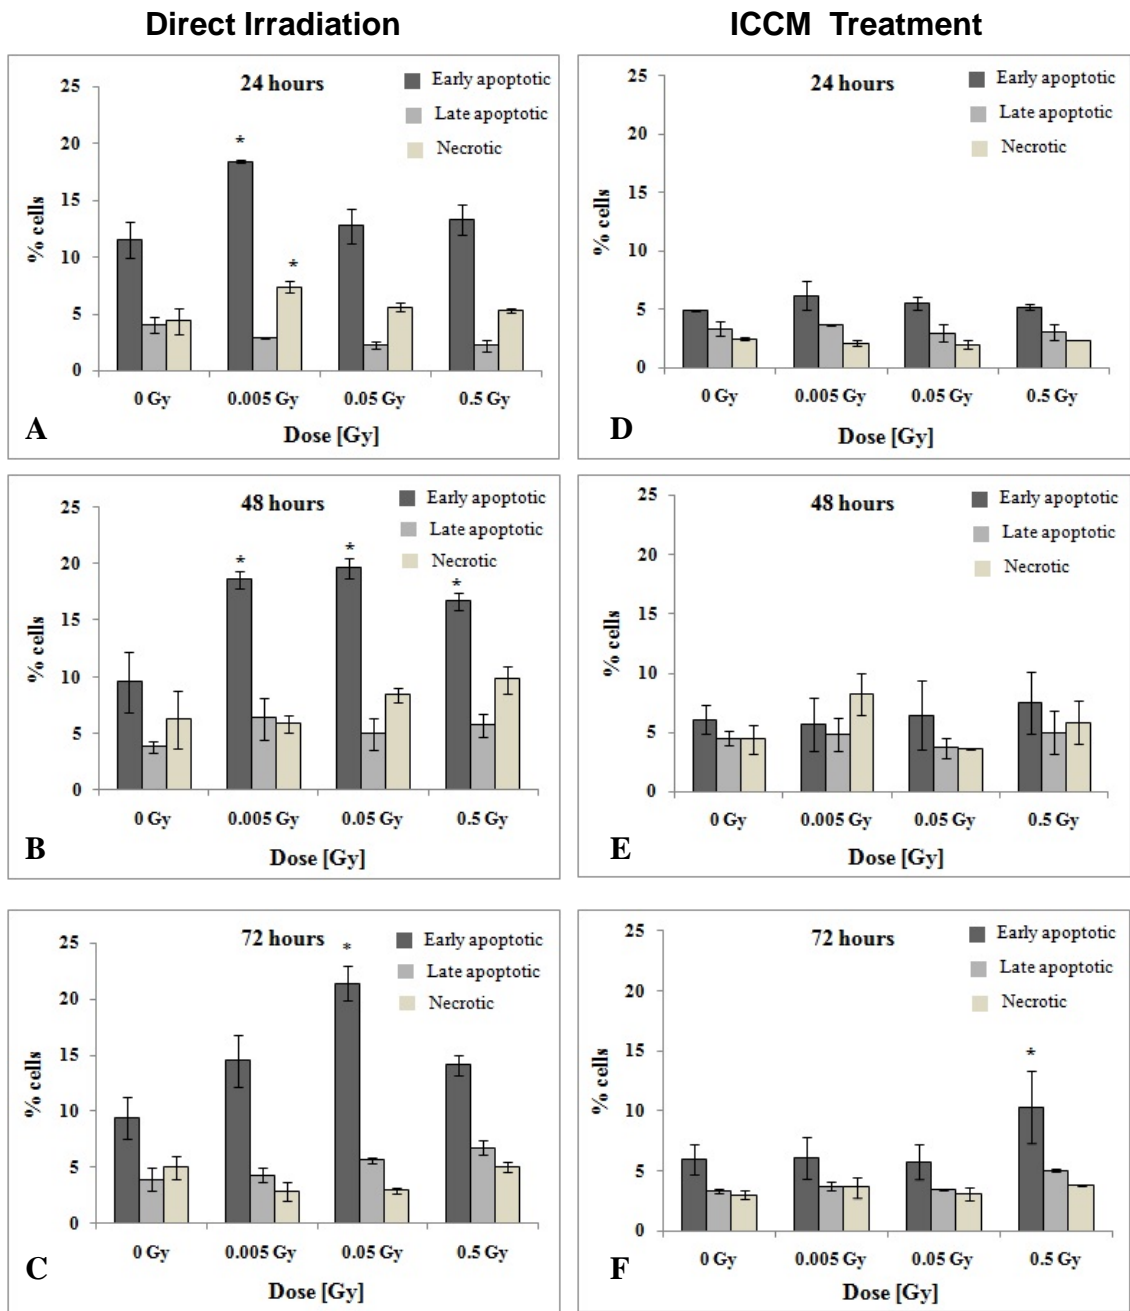 Direct Irradiation
ICCM Treatment
24 hours
Early apoptotic
Late apoptotic
Necrotic
25
20
15
10
5
0
% cells
*
*
0 Gy 0.005 Gy 0.05 Gy 0.5 Gy
Dose [Gy]
A
24 hours
Early apoptotic
Late apoptotic
Necrotic
25
20
15
10
5
0
% cells
0 Gy 0.005 Gy 0.05 Gy 0.5 Gy
Dose [Gy]
D
48 hours
Early apoptotic
Late apoptotic
Necrotic
25
20
15
10
5
0
% cells
*
*
*
0 Gy 0.005 Gy 0.05 Gy 0.5 Gy
Dose [Gy]
B
48 hours
Early apoptotic
Late apoptotic
Necrotic
25
20
15
10
5
0
% cells
0 Gy 0.005 Gy 0.05 Gy 0.5 Gy
Dose [Gy]
E
72 hours
Early apoptotic
Late apoptotic
Necrotic
25
20
15
10
5
0
% cells
*
0 Gy 0.005 Gy 0.05 Gy 0.5 Gy
Dose [Gy]
C
72 hours
Early apoptotic
Late apoptotic
Necrotic
25
20
15
10
5
0
% cells
*
0 Gy 0.005 Gy 0.05 Gy 0.5 Gy
Dose [Gy]
F